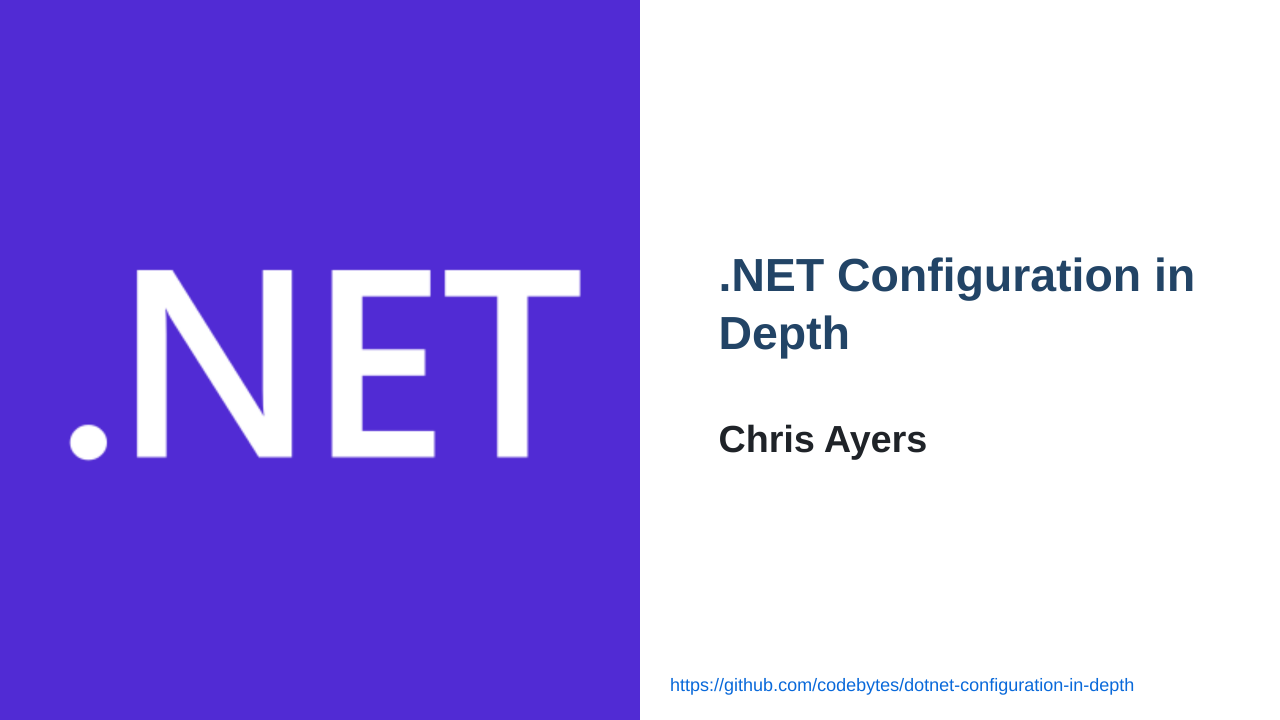 .NET
.NET Configuration in
Depth
Chris Ayers
https://github.com/codebytes/dotnet-configuration-in-depth